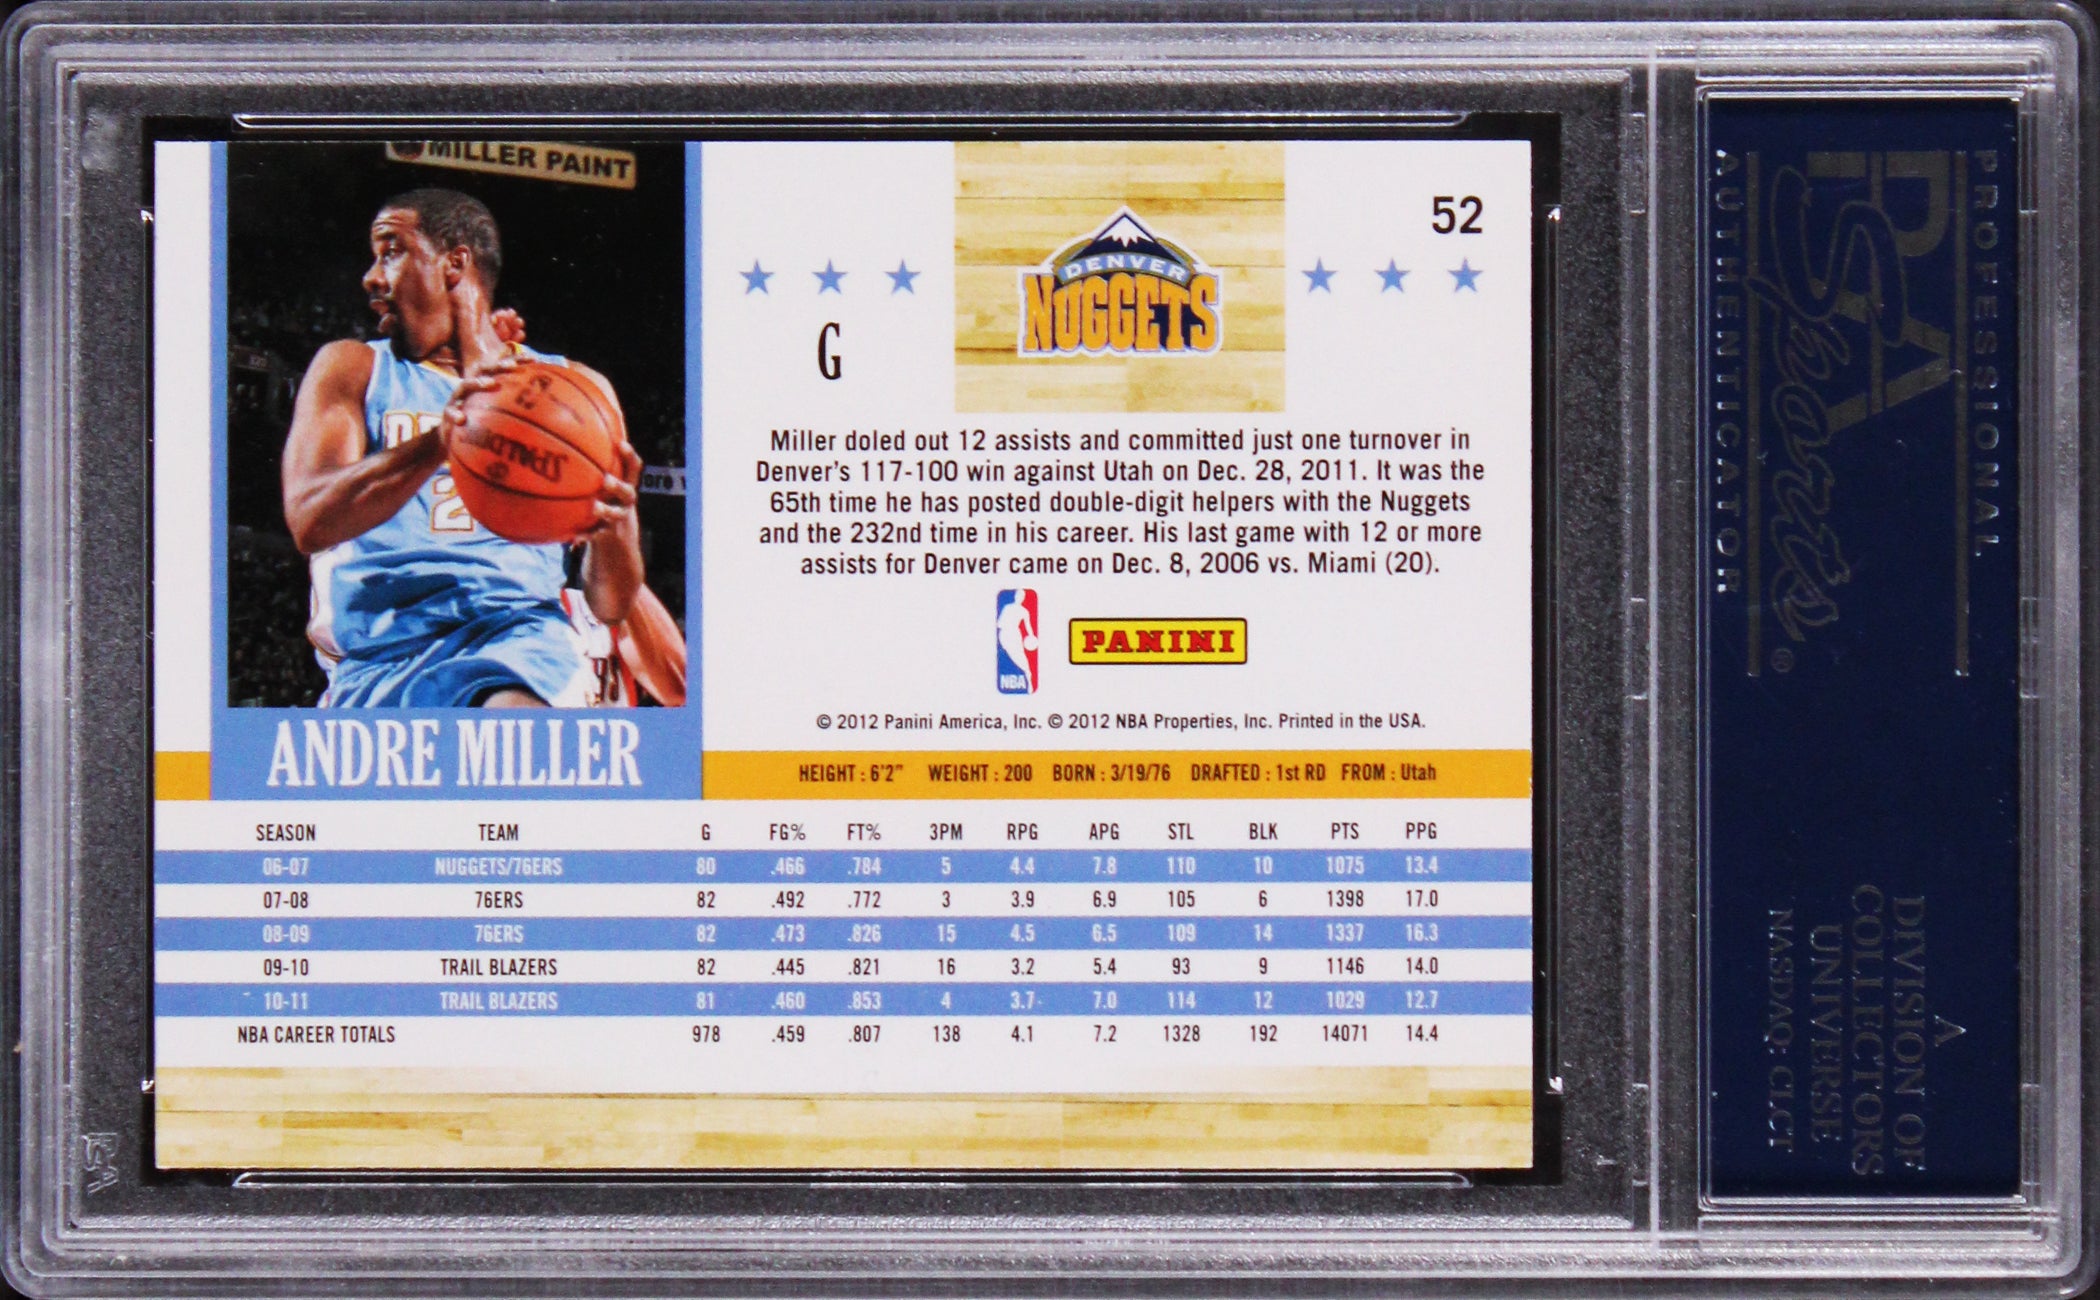 MILLER PAINT
52
DENVER
NUGGETS
G
SPALDING
Miller doled out 12 assists and committed just one turnover in
Denver's 117-100 win against Utah on Dec. 28, 2011. It was the
65th time he has posted double-digit helpers with the Nuggets
and the 232nd time in his career. His last game with 12 or more
assists for Denver came on Dec. 8, 2006 vs. Miami (20).
NBA
PANINI
© 2012 Panini America, Inc. © 2012 NBA Properties, Inc. Printed in the USA.
ANDRE MILLER
HEIGHT : 6'2" WEIGHT : 200 BORN : 3/19/76 DRAFTED : 1st RD FROM : Utah
SEASON TEAM G FG% FT% 3PM RPG APG STL BLK PTS PPG
06-07 NUGGETS/76ERS 80 .466 .784 5 4.4 7.8 110 10 1075 13.4
07-08 76ERS 82 .492 .772 3 3.9 6.9 105 6 1398 17.0
08-09 76ERS 82 .473 .826 15 4.5 6.5 109 14 1337 16.3
09-10 TRAIL BLAZERS 82 .445 .821 16 3.2 5.4 93 9 1146 14.0
10-11 TRAIL BLAZERS 81 .460 .853 4 3.7 7.0 114 12 1029 12.7
NBA CAREER TOTALS 978 .459 .807 138 4.1 7.2 1328 192 14071 14.4
PROFESSIONAL
PSA
Sports
AUTHENTICATOR
®
A
DIVISION OF
COLLECTORS
UNIVERSE
NASDAQ: CLCT
PSA